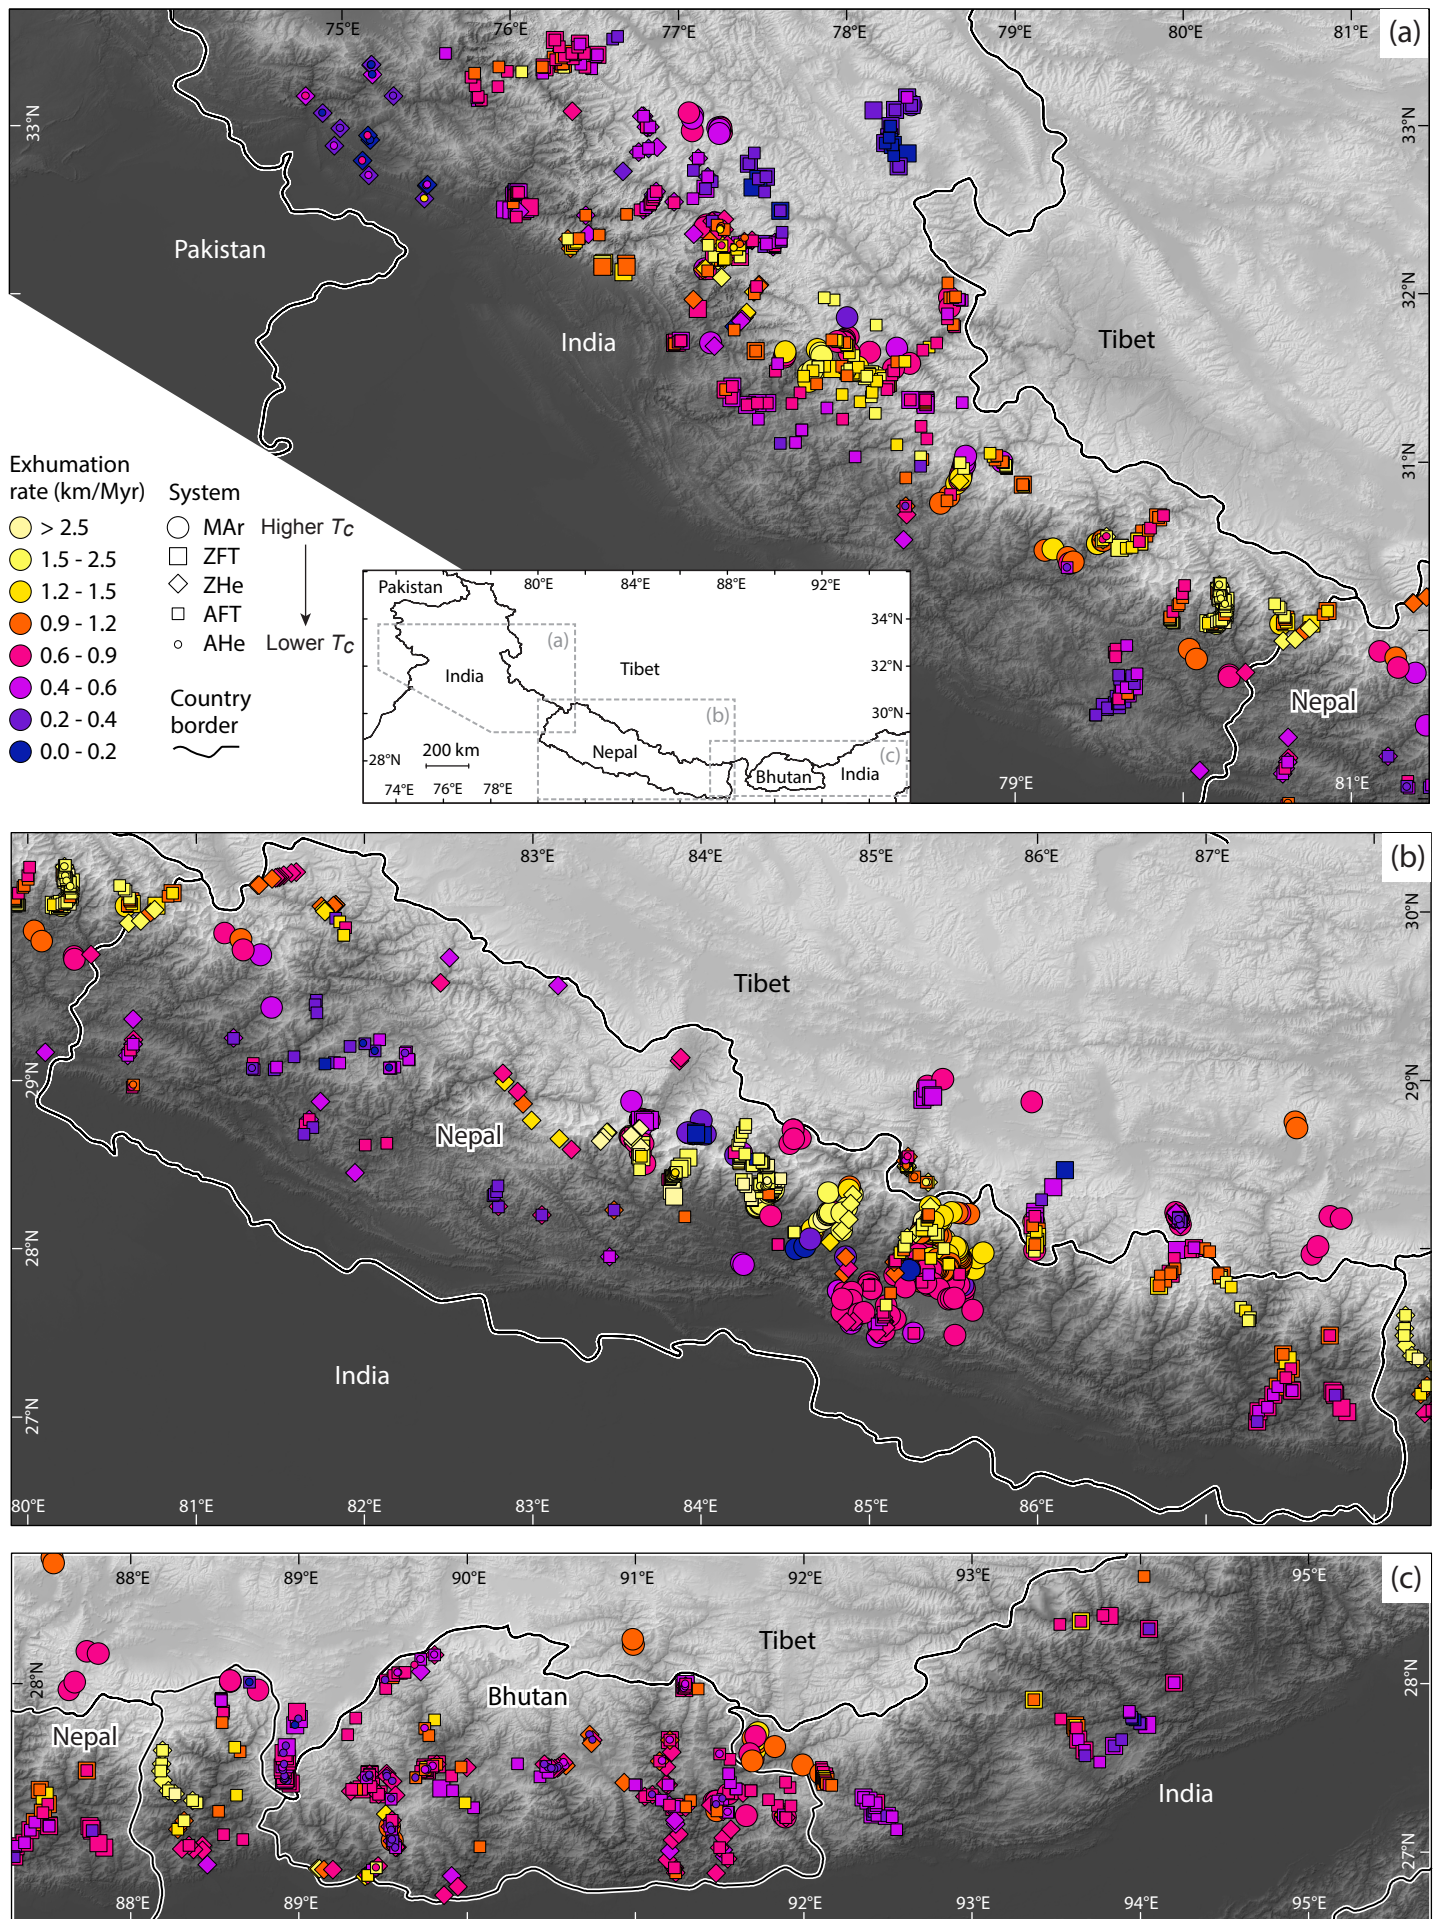 75°E
76°E
77°E
78°E
79°E
80°E
81°E
(a)
33°N
33°N
Pakistan
32°N
India
Tibet
31°N
Exhumation
rate (km/Myr)
> 2.5
1.5 - 2.5
1.2 - 1.5
0.9 - 1.2
0.6 - 0.9
0.4 - 0.6
0.2 - 0.4
0.0 - 0.2
System
MAr
ZFT
ZHe
AFT
AHe
Higher Tc
Lower Tc
Country
border
Nepal
79°E
81°E
80°E
84°E
88°E
92°E
Pakistan
34°N
(a)
32°N
India
Tibet
(b)
30°N
Nepal
200 km
28°N
(c)
Bhutan
India
74°E
76°E
78°E
83°E
84°E
85°E
86°E
87°E
(b)
30°N
Tibet
29°N
29°N
Nepal
28°N
28°N
India
27°N
80°E
81°E
82°E
83°E
84°E
85°E
86°E
88°E
89°E
90°E
91°E
92°E
93°E
95°E
(c)
Tibet
28°N
28°N
Bhutan
Nepal
India
27°N
88°E
89°E
92°E
93°E
94°E
95°E